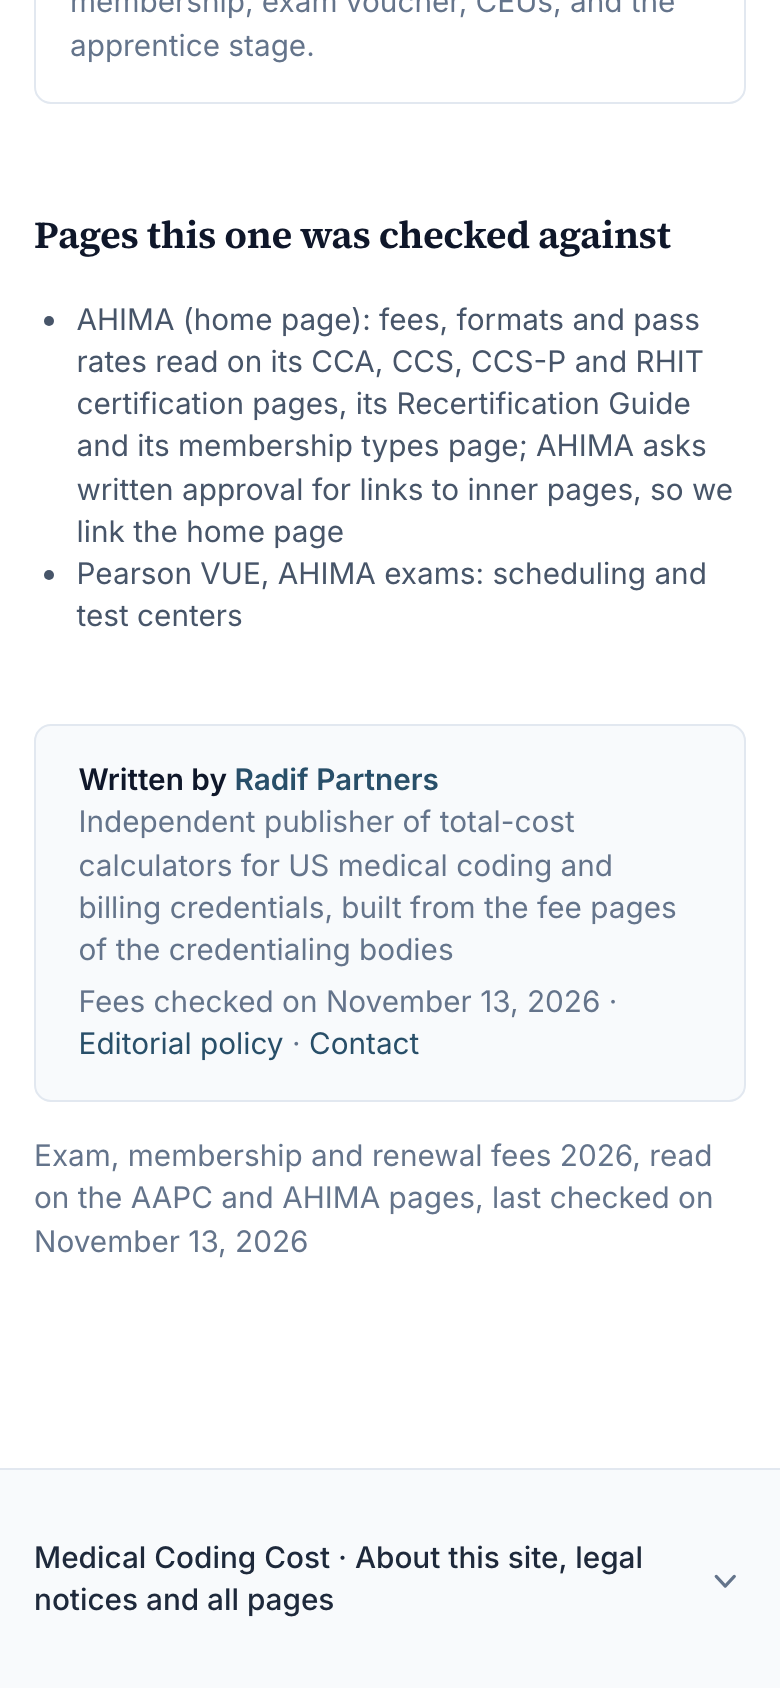 membership, exam voucher, CEUs, and the
apprentice stage.
Pages this one was checked against
• AHIMA (home page): fees, formats and pass
rates read on its CCA, CCS, CCS-P and RHIT
certification pages, its Recertification Guide
and its membership types page; AHIMA asks
written approval for links to inner pages, so we
link the home page
• Pearson VUE, AHIMA exams: scheduling and
test centers
Written by Radif Partners
Independent publisher of total-cost
calculators for US medical coding and
billing credentials, built from the fee pages
of the credentialing bodies
Fees checked on November 13, 2026 ·
Editorial policy · Contact
Exam, membership and renewal fees 2026, read
on the AAPC and AHIMA pages, last checked on
November 13, 2026
Medical Coding Cost · About this site, legal
notices and all pages